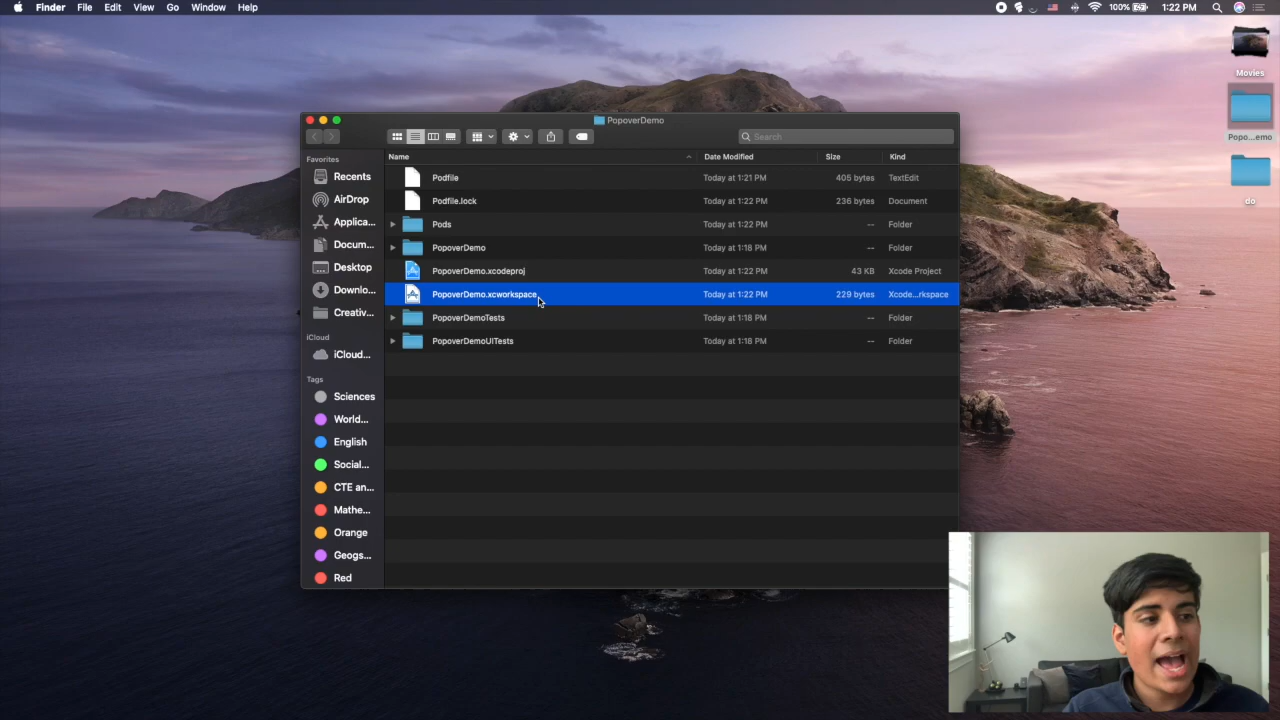 Finder File Edit View Go Window Help 100% 1:22 PM
Movies
Popo...emo
do
PopoverDemo
Search
Name Date Modified Size Kind
Podfile Today at 1:21 PM 405 bytes TextEdit
Podfile.lock Today at 1:22 PM 236 bytes Document
Pods Today at 1:22 PM -- Folder
PopoverDemo Today at 1:18 PM -- Folder
PopoverDemo.xcodeproj Today at 1:22 PM 43 KB Xcode Project
PopoverDemo.xcworkspace Today at 1:22 PM 229 bytes Xcode...rkspace
PopoverDemoTests Today at 1:18 PM -- Folder
PopoverDemoUITests Today at 1:18 PM -- Folder
Favorites
Recents
AirDrop
Applica...
Docum...
Desktop
Downlo...
Creativ...
iCloud
iCloud...
Tags
Sciences
World...
English
Social...
CTE an...
Mathe...
Orange
Geogs...
Red